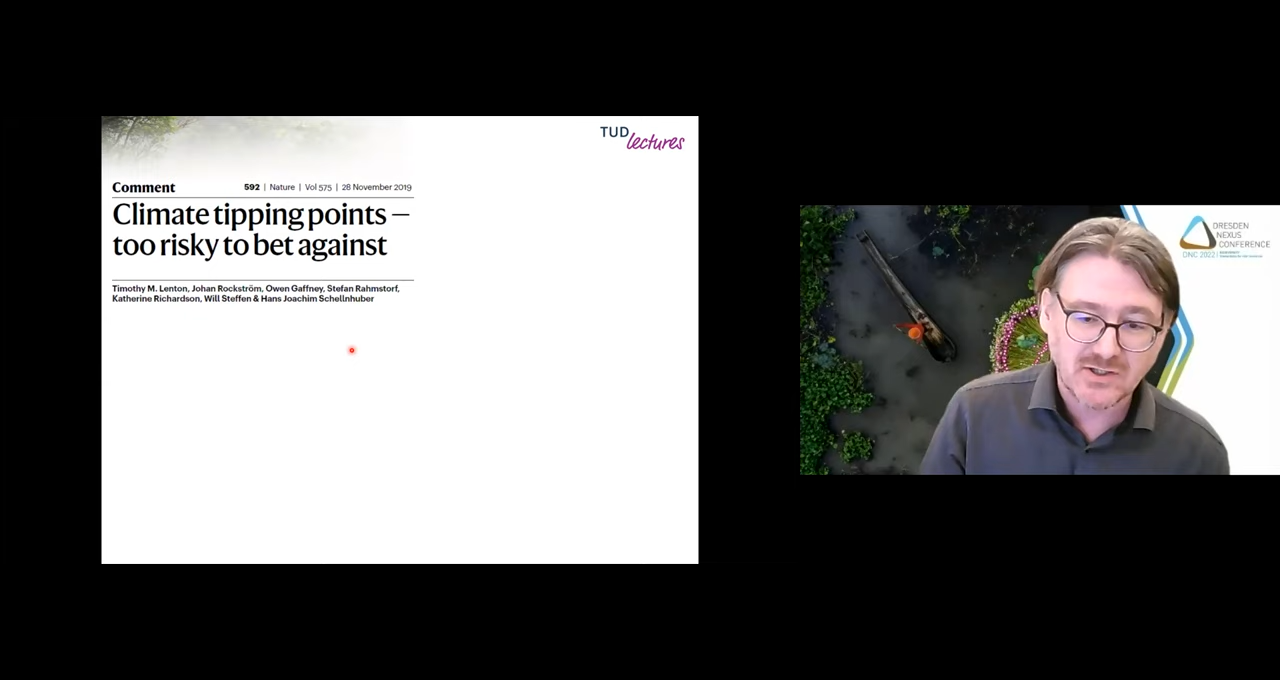 TUD
lectures
Comment
592 | Nature | Vol 575 | 28 November 2019
Climate tipping points —
too risky to bet against
Timothy M. Lenton, Johan Rockström, Owen Gaffney, Stefan Rahmstorf,
Katherine Richardson, Will Steffen & Hans Joachim Schellnhuber
DRESDEN
NEXUS
CONFERENCE
DNC 2022